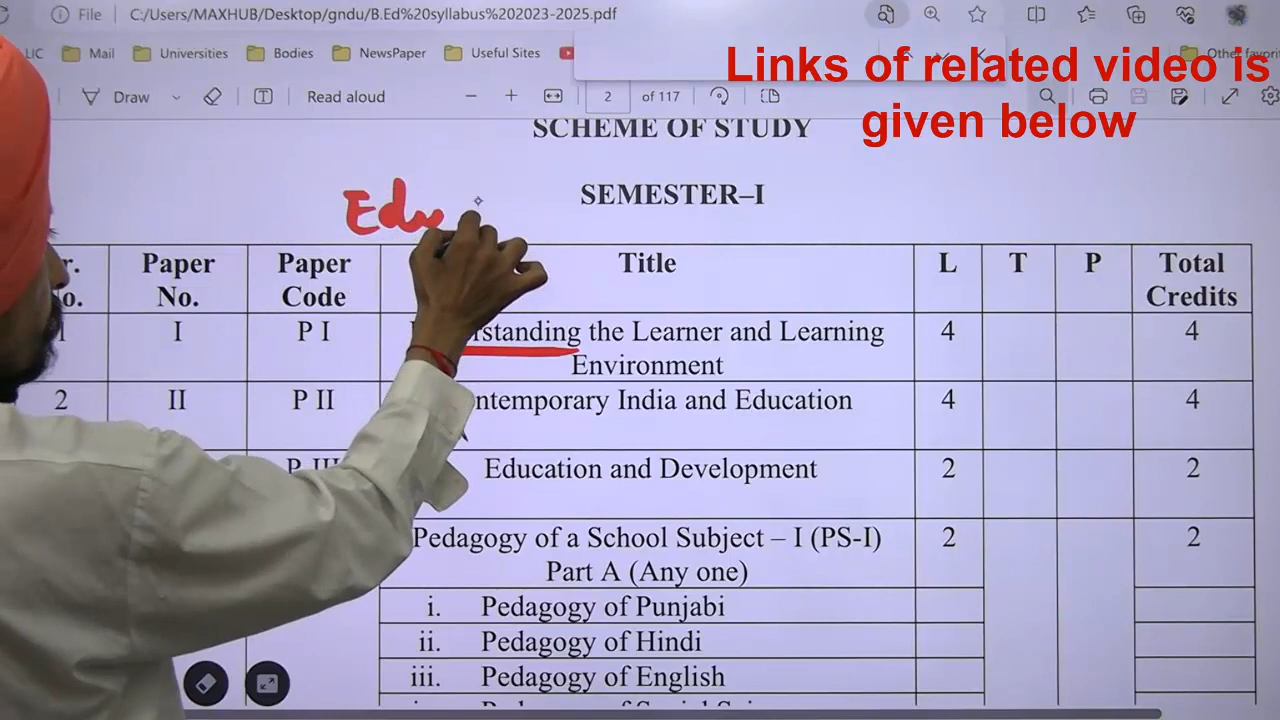 File C:/Users/MAXHUB/Desktop/gndu/B.Ed%20syllabus%202023-2025.pdf
Mail Universities Bodies NewsPaper Useful Sites
Links of related video is
given below
Draw Read aloud 2 of 117
SCHEME OF STUDY
SEMESTER–I
Paper No. Paper Code Title L T P Total Credits
I P I the Learner and Learning Environment 4 4
2 II P II India and Education 4 4
Education and Development 2 2
Pedagogy of a School Subject – I (PS-I) 2 2
Part A (Any one)
i. Pedagogy of Punjabi
ii. Pedagogy of Hindi
iii. Pedagogy of English